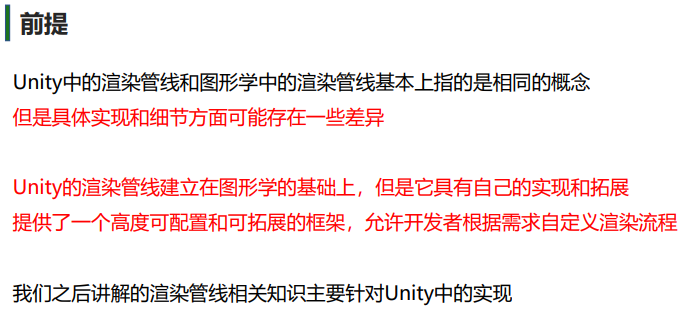 前提
Unity中的渲染管线和图形学中的渲染管线基本上指的是相同的概念
但是具体实现和细节方面可能存在一些差异
Unity的渲染管线建立在图形学的基础上，但是它具有自己的实现和拓展
提供了一个高度可配置和可拓展的框架，允许开发者根据需求自定义渲染流程
我们之后讲解的渲染管线相关知识主要针对Unity中的实现